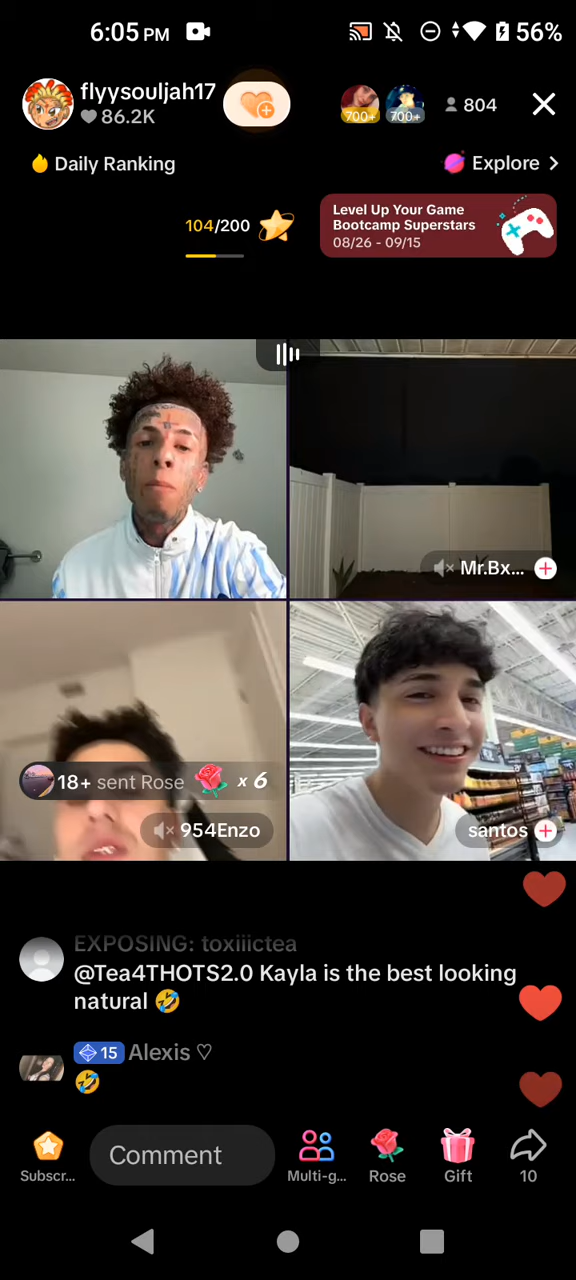 6:05 PM
56%
flyysouljah17
86.2K
700+
700+
804
Daily Ranking
Explore
104/200
Level Up Your Game
Bootcamp Superstars
08/26 - 09/15
Mr.Bx...
18+ sent Rose x 6
954Enzo
santos
EXPOSING: toxiiictea
@Tea4THOTS2.0 Kayla is the best looking
natural 🤣
15 Alexis ♡
🤣
Comment
Subscr...
Multi-g...
Rose
Gift
10